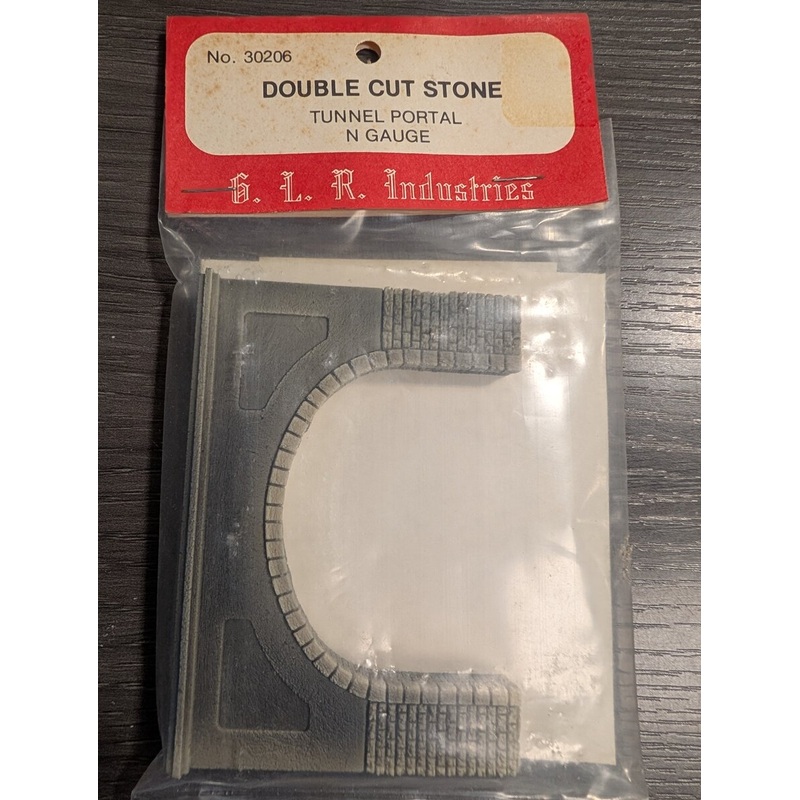 No. 30206
DOUBLE CUT STONE
TUNNEL PORTAL
N GAUGE
G. L. R. Industries